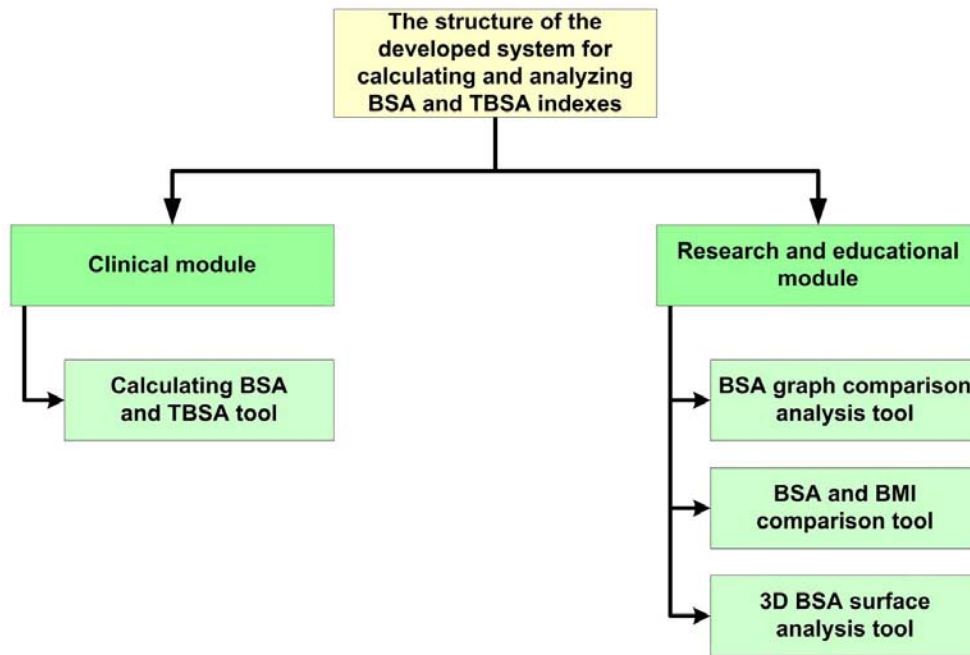 The structure of the
developed system for
calculating and analyzing
BSA and TBSA indexes
Clinical module
Research and educational
module
Calculating BSA
and TBSA tool
BSA graph comparison
analysis tool
BSA and BMI
comparison tool
3D BSA surface
analysis tool